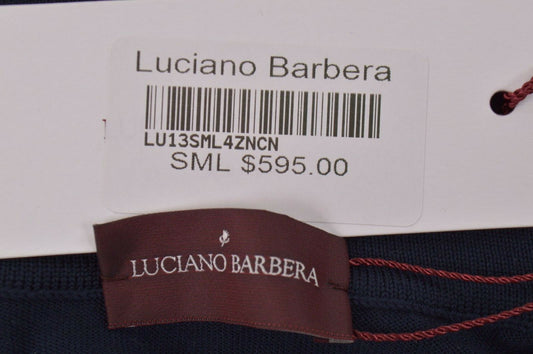 Luciano Barbera
LU13SML4ZNCN
SML $595.00
LUCIANO BARBERA